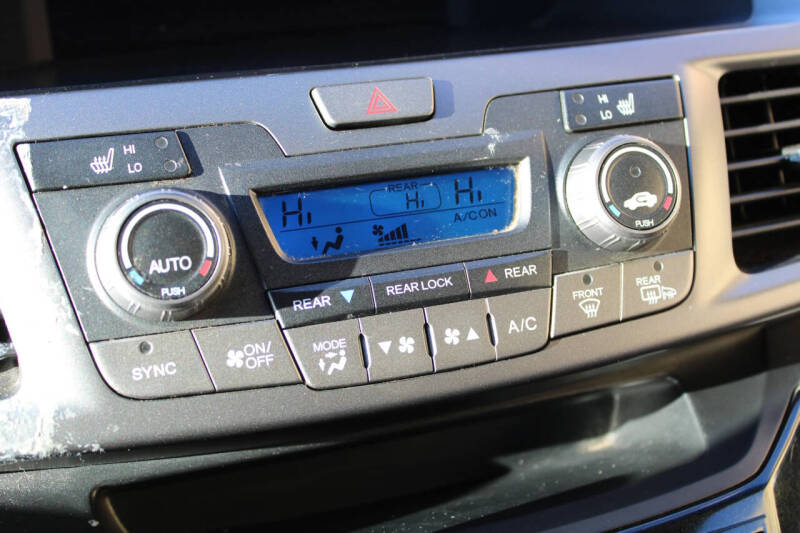 HI
LO
HI
LO
REAR
Hi
Hi
Hi
A/C ON
AUTO
PUSH
PUSH
REAR
REAR LOCK
REAR
FRONT
REAR
SYNC
ON/
OFF
MODE
A/C